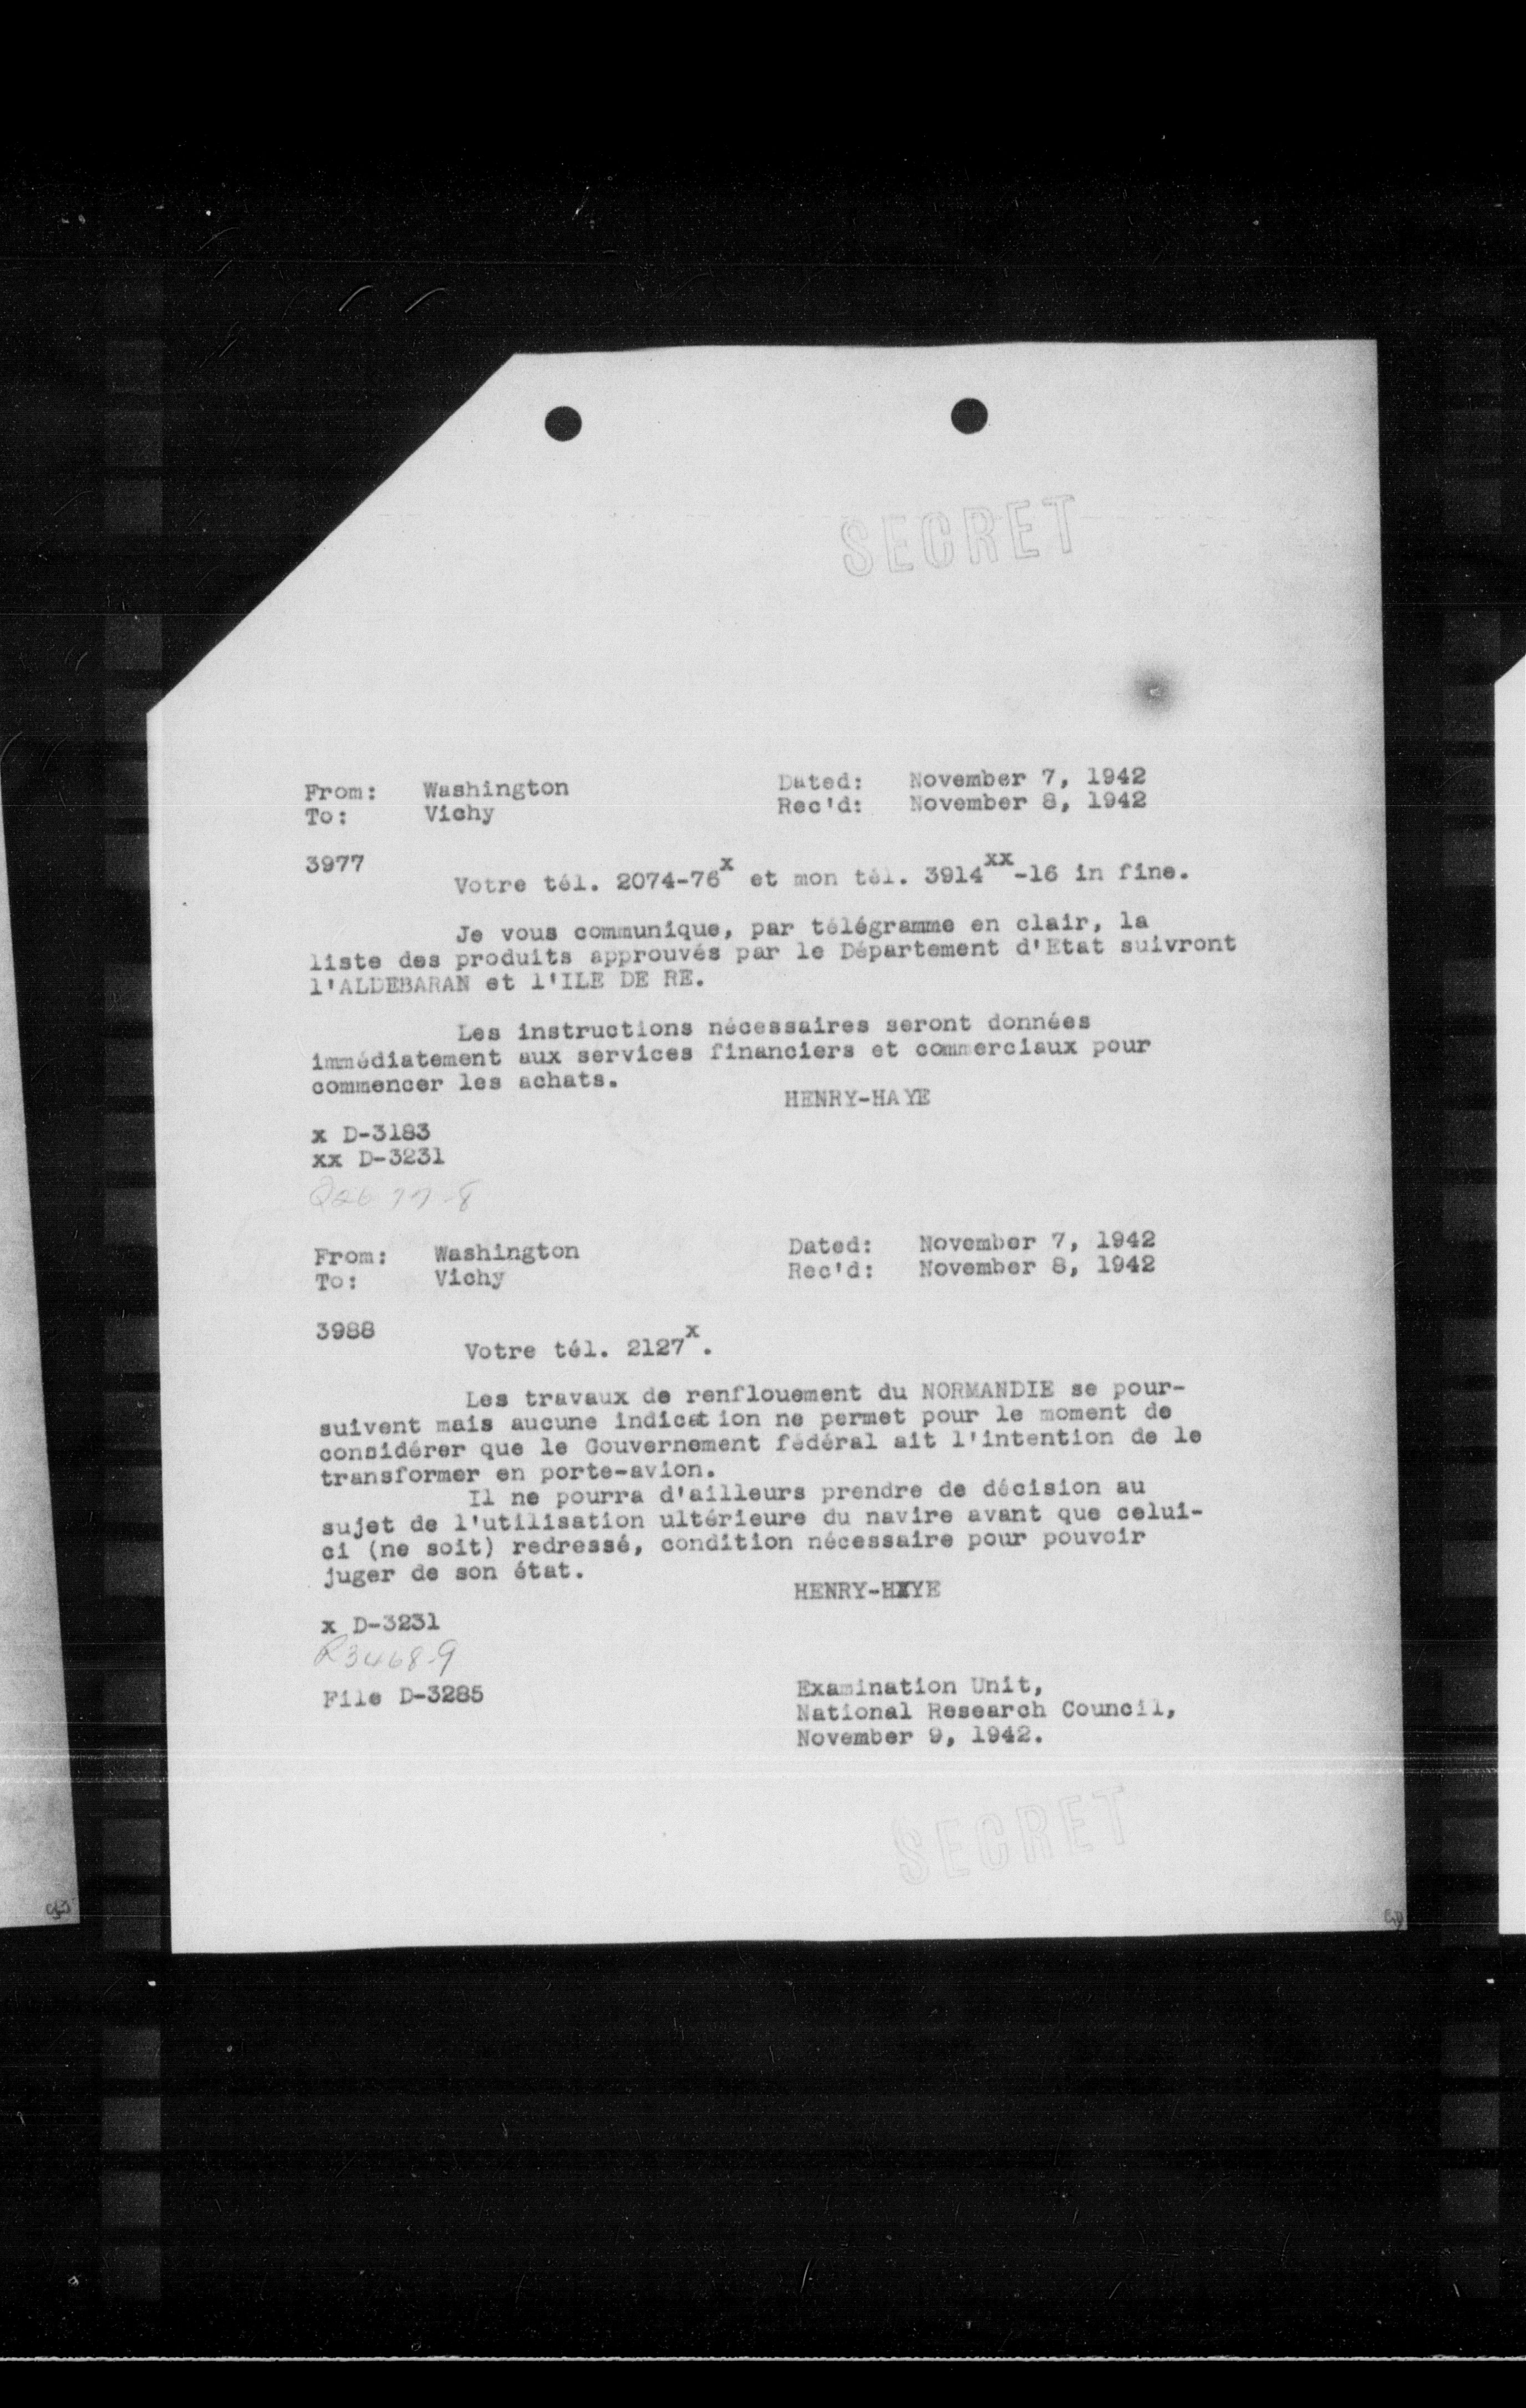 SECRET
From: Washington Dated: November 7, 1942
To: Vichy Rec'd: November 8, 1942
3977
Votre tél. 2074-76x et mon tél. 3914xx-16 in fine.
Je vous communique, par télégramme en clair, la
liste des produits approuvés par le Département d'Etat suivront
l'ALDEBARAN et l'ILE DE RE.
Les instructions nécessaires seront données
immédiatement aux services financiers et commerciaux pour
commencer les achats.
HENRY-HAYE
x D-3183
xx D-3231
From: Washington Dated: November 7, 1942
To: Vichy Rec'd: November 8, 1942
3988
Votre tél. 2127x.
Les travaux de renflouement du NORMANDIE se pour-
suivent mais aucune indication ne permet pour le moment de
considérer que le Gouvernement fédéral ait l'intention de le
transformer en porte-avion.
Il ne pourra d'ailleurs prendre de décision au
sujet de l'utilisation ultérieure du navire avant que celui-
ci (ne soit) redressé, condition nécessaire pour pouvoir
juger de son état.
HENRY-HAYE
x D-3231
R3468-9
File D-3285
Examination Unit,
National Research Council,
November 9, 1942.
SECRET